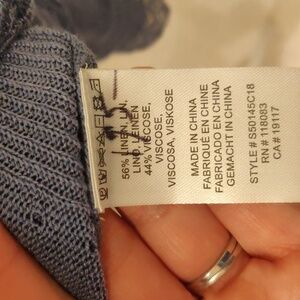 56% LINEN, LIN,
LINO, LEINEN
44% VISCOSE,
VISCOSE,
VISCOSA, VISKOSE
MADE IN CHINA
FABRIQUÉ EN CHINE
FABRICADO EN CHINA
GEMACHT IN CHINA
STYLE # S50145C18
RN # 118083
CA # 19117